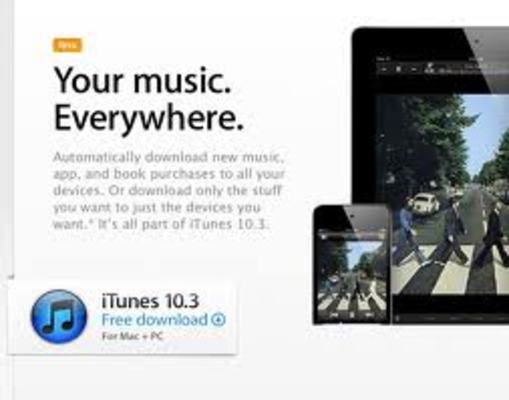 New
Your music.
Everywhere.
Automatically download new music,
app, and book purchases to all your
devices. Or download only the stuff
you want to just the devices you
want.* It's all part of iTunes 10.3.
iTunes 10.3
Free download
For Mac + PC